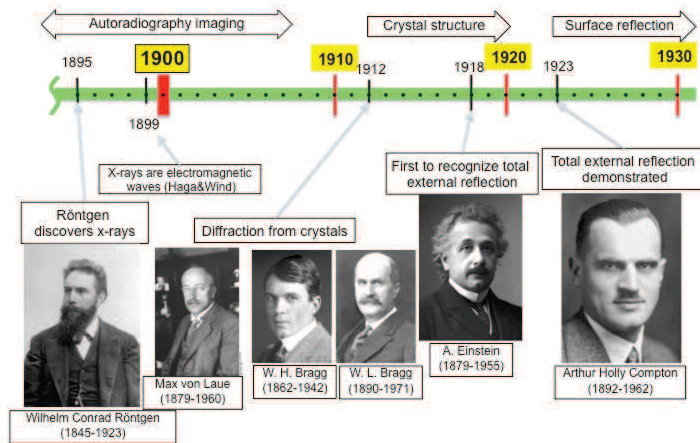 Autoradiography imaging
Crystal structure
Surface reflection
1895
1900
1910
1912
1918
1920
1923
1930
1899
X-rays are electromagnetic
waves (Haga&Wind)
First to recognize total
external reflection
Total external reflection
demonstrated
Röntgen
discovers x-rays
Diffraction from crystals
Max von Laue
(1879-1960)
W. H. Bragg
(1862-1942)
W. L. Bragg
(1890-1971)
A. Einstein
(1879-1955)
Arthur Holly Compton
(1892-1962)
Wilhelm Conrad Röntgen
(1845-1923)